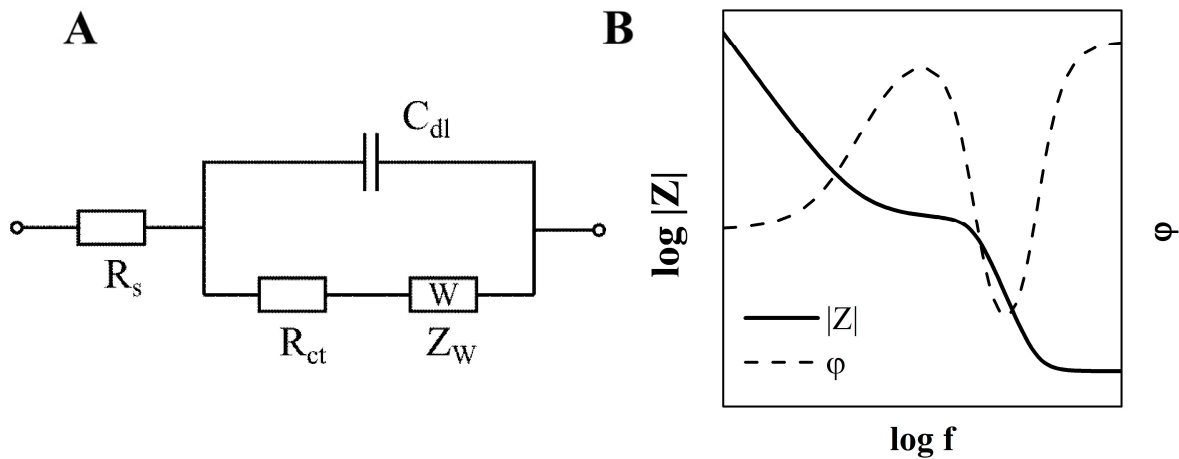 A
C_dl
R_s
R_ct
W
Z_W
B
log |Z|
φ
|Z|
φ
log f